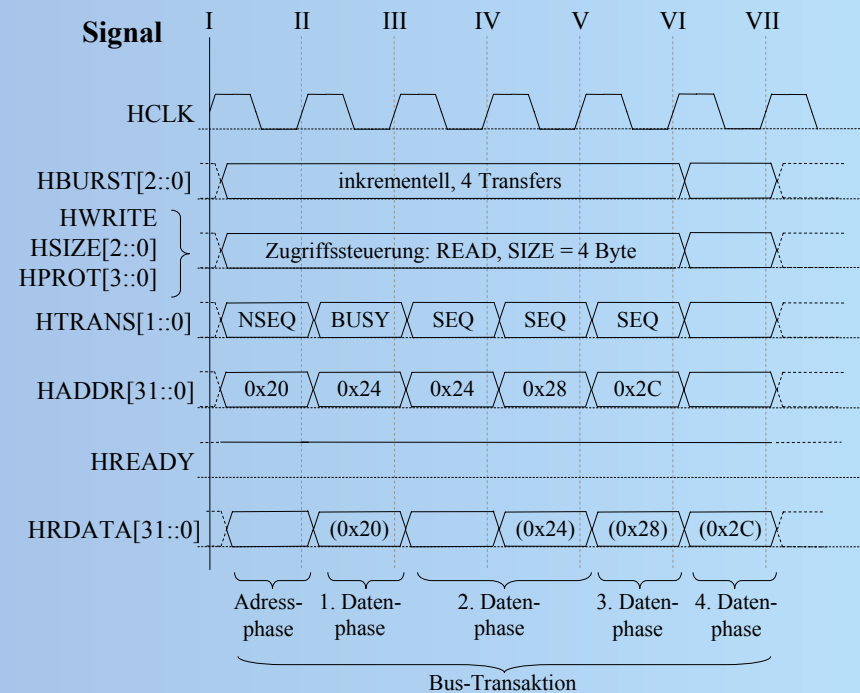 Signal I II III IV V VI VII
HCLK
HBURST[2::0] inkrementell, 4 Transfers
HWRITE
HSIZE[2::0] Zugriffssteuerung: READ, SIZE = 4 Byte
HPROT[3::0]
HTRANS[1::0] NSEQ BUSY SEQ SEQ SEQ
HADDR[31::0] 0x20 0x24 0x24 0x28 0x2C
HREADY
HRDATA[31::0] (0x20) (0x24) (0x28) (0x2C)
Adress- 1. Daten- 2. Daten- 3. Daten- 4. Daten-
phase phase phase phase phase
Bus-Transaktion